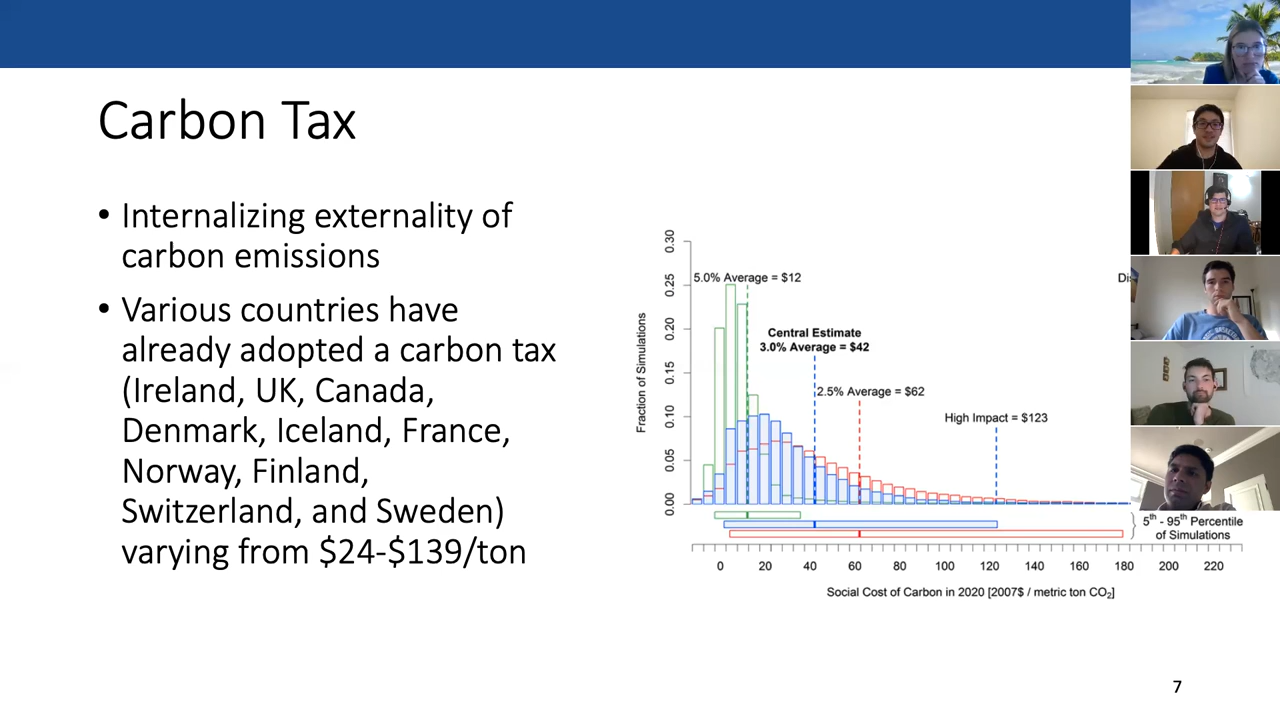 Carbon Tax
• Internalizing externality of
carbon emissions
• Various countries have
already adopted a carbon tax
(Ireland, UK, Canada,
Denmark, Iceland, France,
Norway, Finland,
Switzerland, and Sweden)
varying from $24-$139/ton
Fraction of Simulations
0.30
0.25
0.20
0.15
0.10
0.05
0.00
5.0% Average = $12
Central Estimate
3.0% Average = $42
2.5% Average = $62
High Impact = $123
5th - 95th Percentile
of Simulations
0 20 40 60 80 100 120 140 160 180 200 220
Social Cost of Carbon in 2020 [2007$ / metric ton CO2]
7